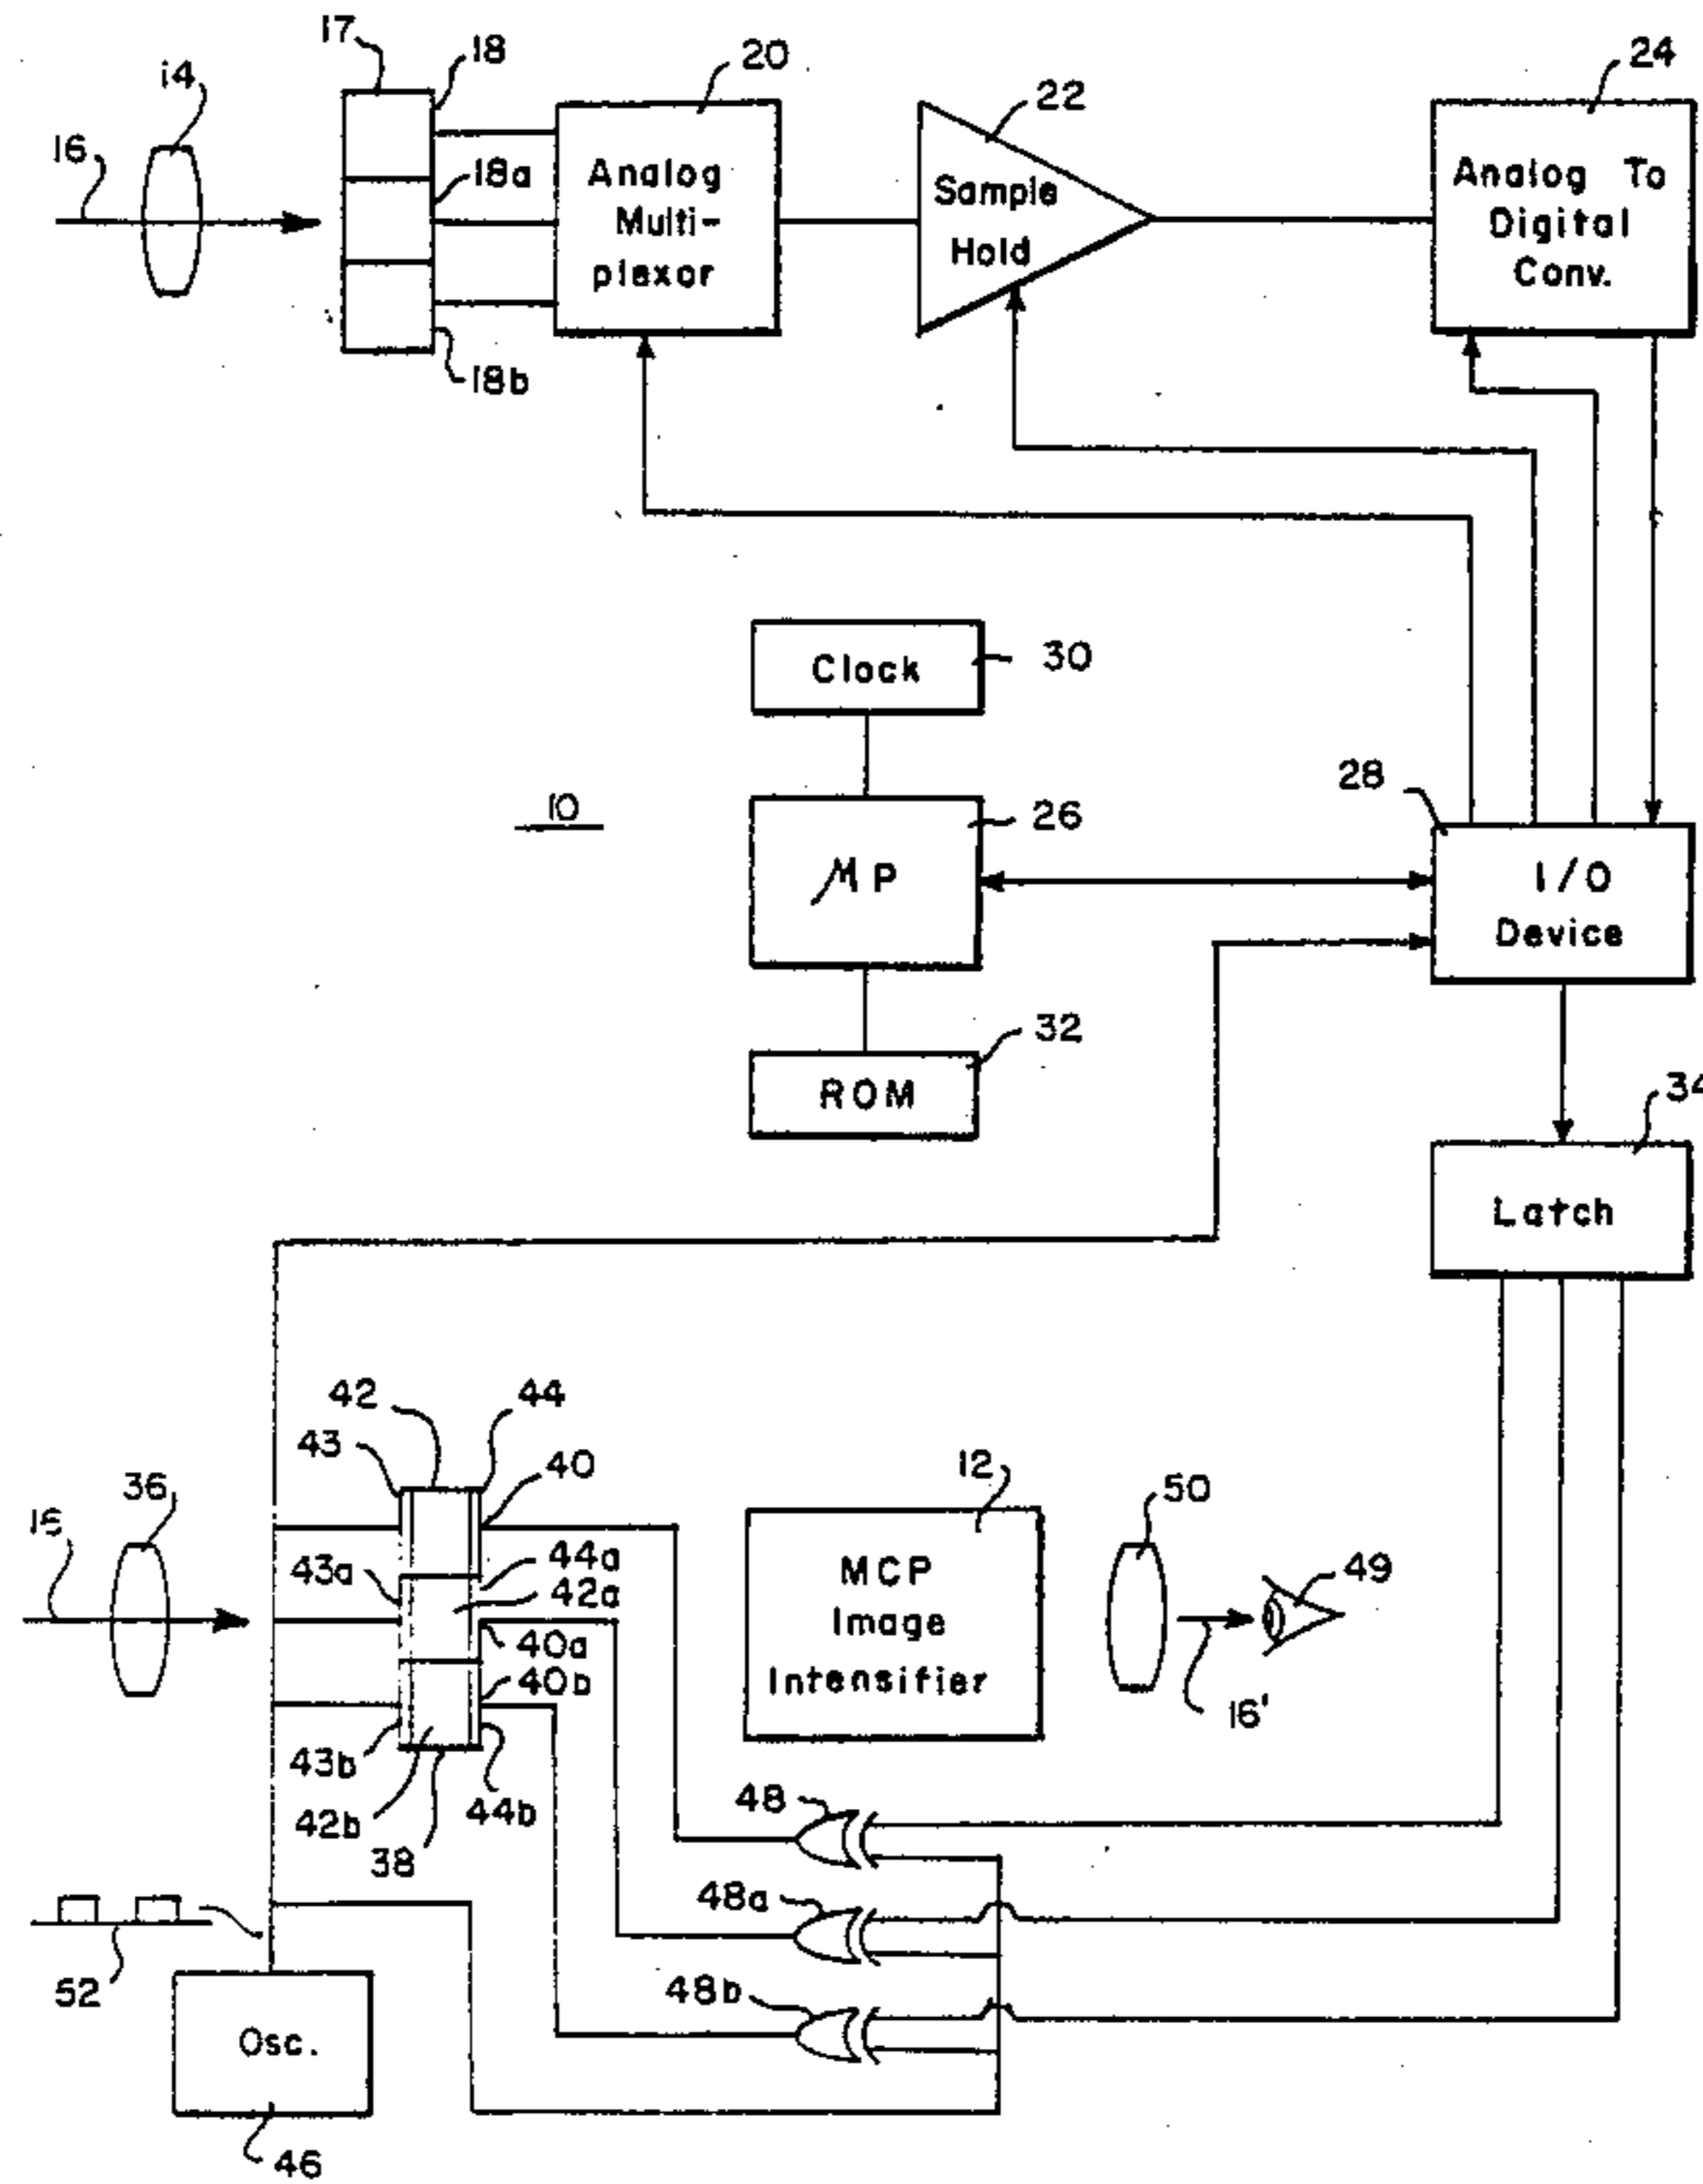 17
18
20
22
24
14
16
18a
Analog
Multi-
plexor
Sample
Hold
Analog To
Digital
Conv.
18b
Clock
30
10
28
26
μP
I/O
Device
32
ROM
34
Latch
42
44
43
40
12
36
50
16
43a
44a
42a
MCP
Image
Intensifier
49
40a
40b
16'
43b
42b
44b
38
48
48a
52
48b
Osc.
46